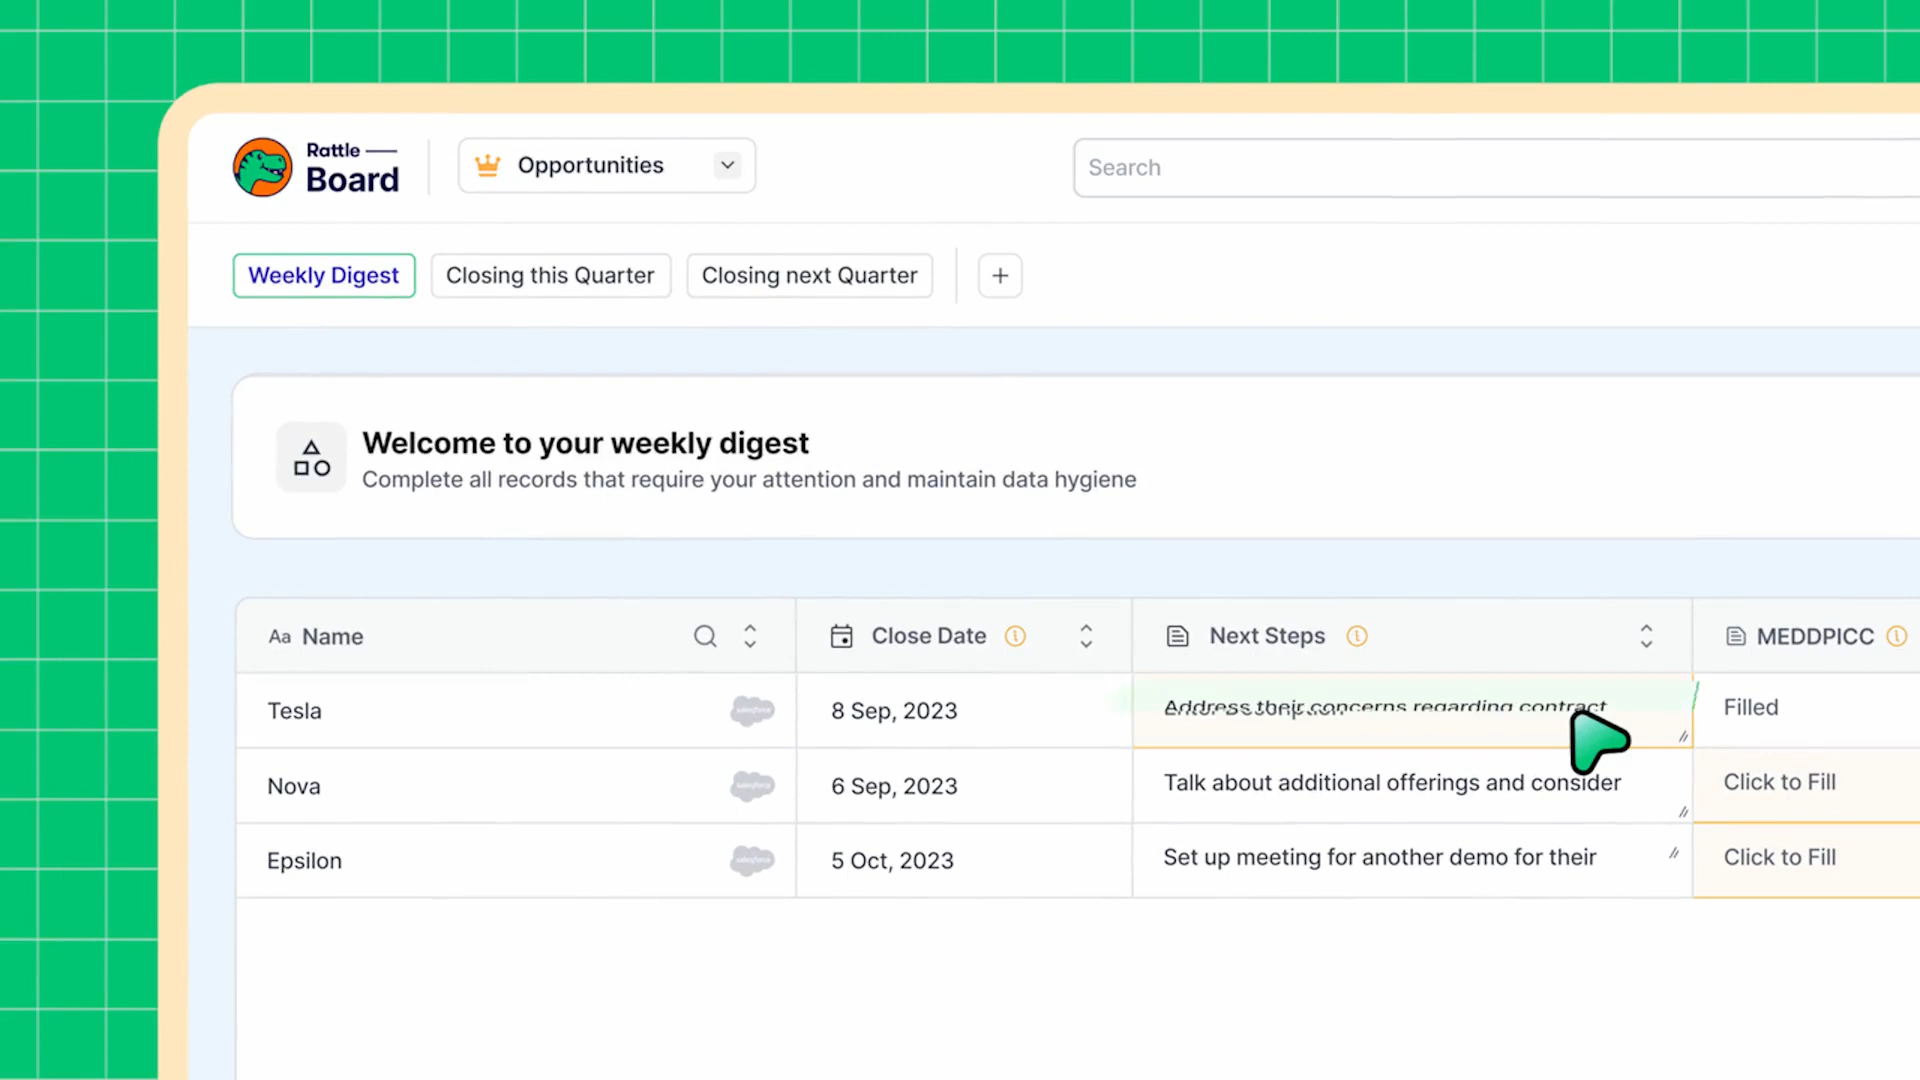 Rattle
Board
Opportunities
Search
Weekly Digest
Closing this Quarter
Closing next Quarter
+
Welcome to your weekly digest
Complete all records that require your attention and maintain data hygiene
Aa Name
Close Date
Next Steps
MEDDPICC
Tesla
salesforce
8 Sep, 2023
Address their concerns regarding contract
Filled
Nova
salesforce
6 Sep, 2023
Talk about additional offerings and consider
Click to Fill
Epsilon
salesforce
5 Oct, 2023
Set up meeting for another demo for their
Click to Fill